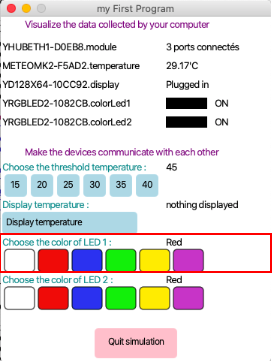 my First Program
Visualize the data collected by your computer
YHUBETH1-D0EB8.module 3 ports connectés
METEOMK2-F5AD2.temperature 29.17'C
YD128X64-10CC92.display Plugged in
YRGBLED2-1082CB.colorLed1 ON
YRGBLED2-1082CB.colorLed2 ON
Make the devices communicate with each other
Choose the threshold temperature : 45
15 20 25 30 35 40
Display temperature : nothing displayed
Display temperature
Choose the color of LED 1 : Red
Choose the color of LED 2 : Red
Quit simulation